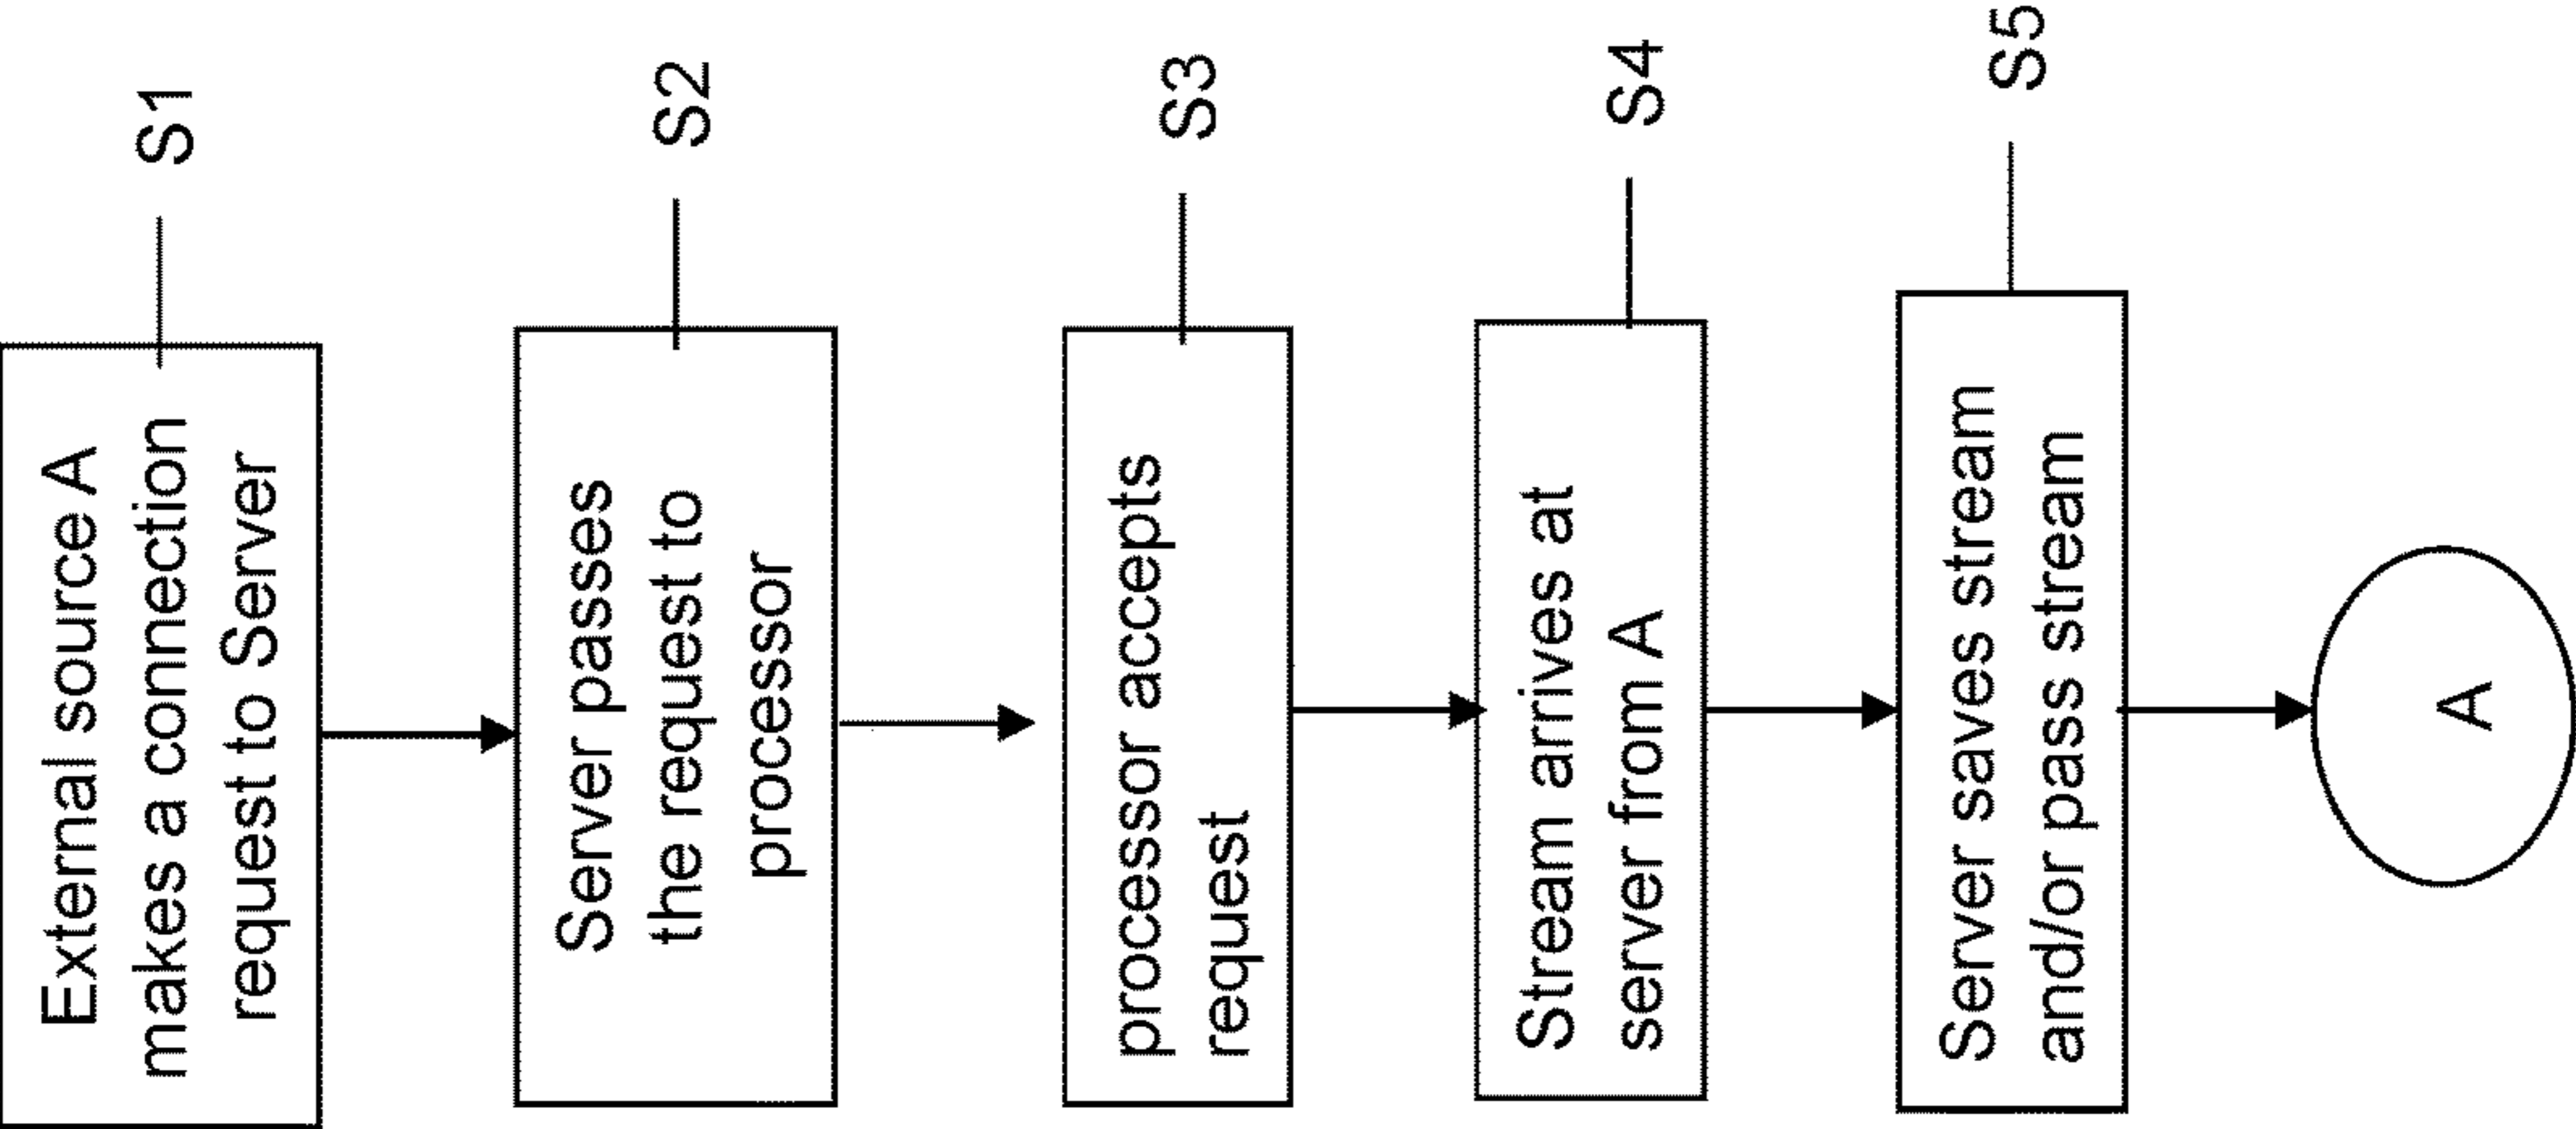 External source A
makes a connection
request to Server
S1
Server passes
the request to
processor
S2
processor accepts
request
S3
Stream arrives at
server from A
S4
Server saves stream
and/or pass stream
S5
A